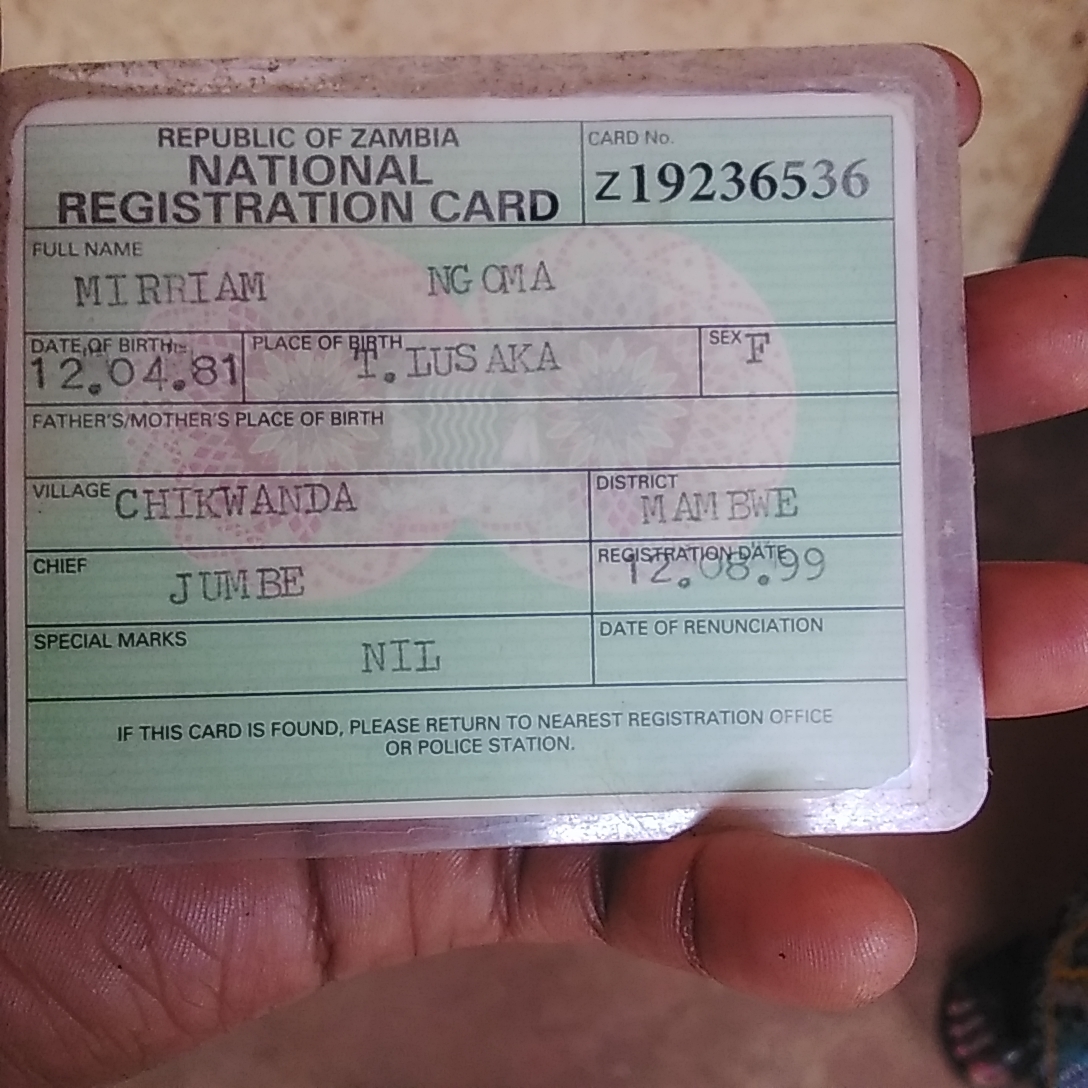 REPUBLIC OF ZAMBIA
NATIONAL
REGISTRATION CARD
CARD No.
Z19236536
FULL NAME
MIRRIAM NGOMA
DATE OF BIRTH
12.04.81
PLACE OF BIRTH
T. LUSAKA
SEX F
FATHER'S/MOTHER'S PLACE OF BIRTH
VILLAGE CHIKWANDA
DISTRICT
MAMBWE
CHIEF
JUMBE
REGISTRATION DATE
12.08.99
SPECIAL MARKS
NIL
DATE OF RENUNCIATION
IF THIS CARD IS FOUND, PLEASE RETURN TO NEAREST REGISTRATION OFFICE
OR POLICE STATION.